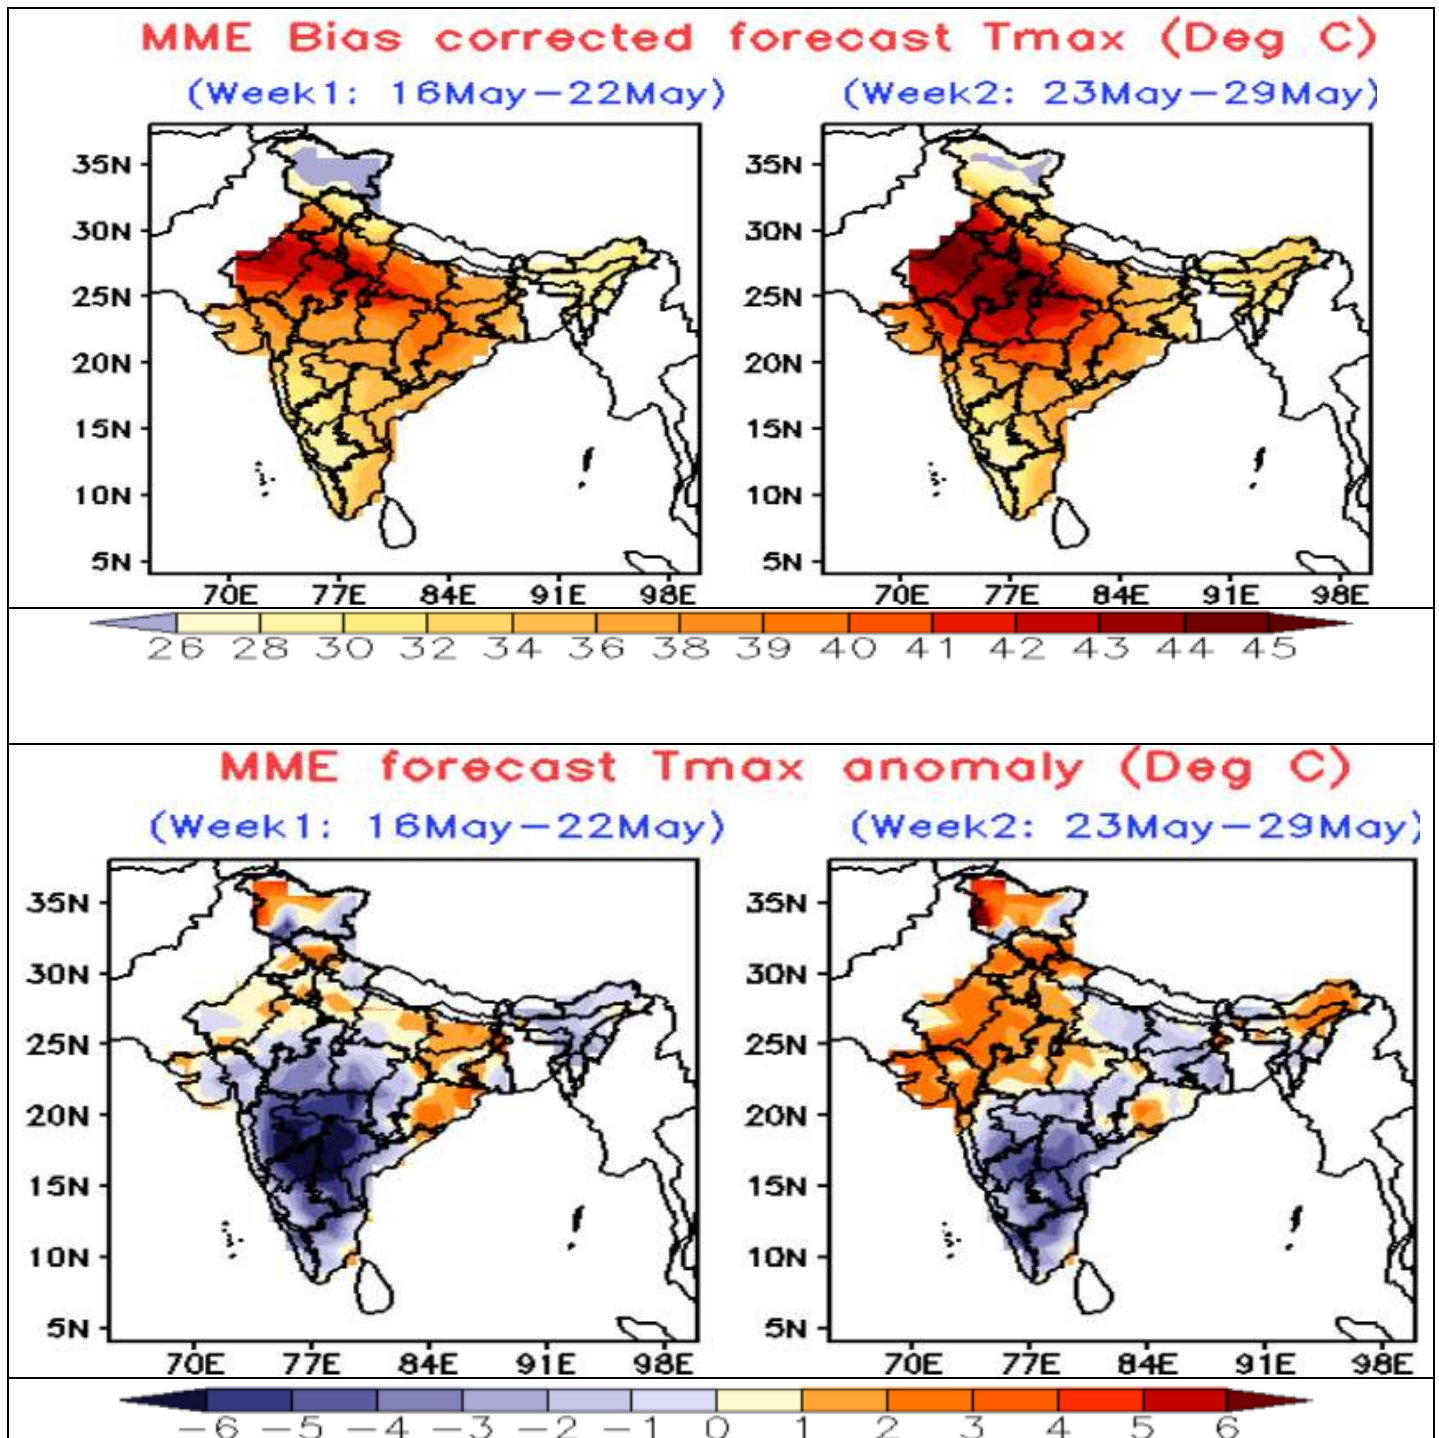 MME Bias corrected forecast Tmax (Deg C)
(Week1: 16May-22May) (Week2: 23May-29May)
35N 35N
30N 30N
25N 25N
20N 20N
15N 15N
10N 10N
5N 5N
70E 77E 84E 91E 98E 70E 77E 84E 91E 98E
26 28 30 32 34 36 38 39 40 41 42 43 44 45
MME forecast Tmax anomaly (Deg C)
(Week1: 16May-22May) (Week2: 23May-29May)
35N 35N
30N 30N
25N 25N
20N 20N
15N 15N
10N 10N
5N 5N
70E 77E 84E 91E 98E 70E 77E 84E 91E 98E
-6 -5 -4 -3 -2 -1 0 1 2 3 4 5 6